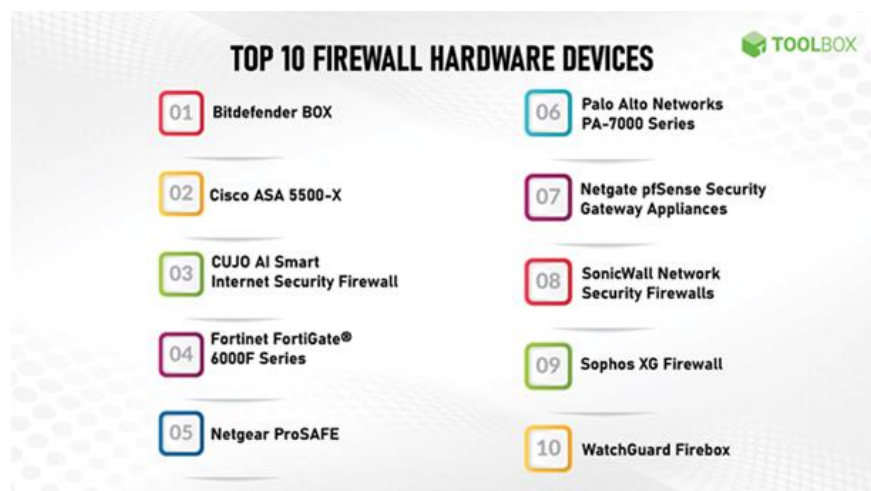 TOP 10 FIREWALL HARDWARE DEVICES
TOOLBOX
01
Bitdefender BOX
02
Cisco ASA 5500-X
03
CUJO AI Smart
Internet Security Firewall
04
Fortinet FortiGate®
6000F Series
05
Netgear ProSAFE
06
Palo Alto Networks
PA-7000 Series
07
Netgate pfSense Security
Gateway Appliances
08
SonicWall Network
Security Firewalls
09
Sophos XG Firewall
10
WatchGuard Firebox